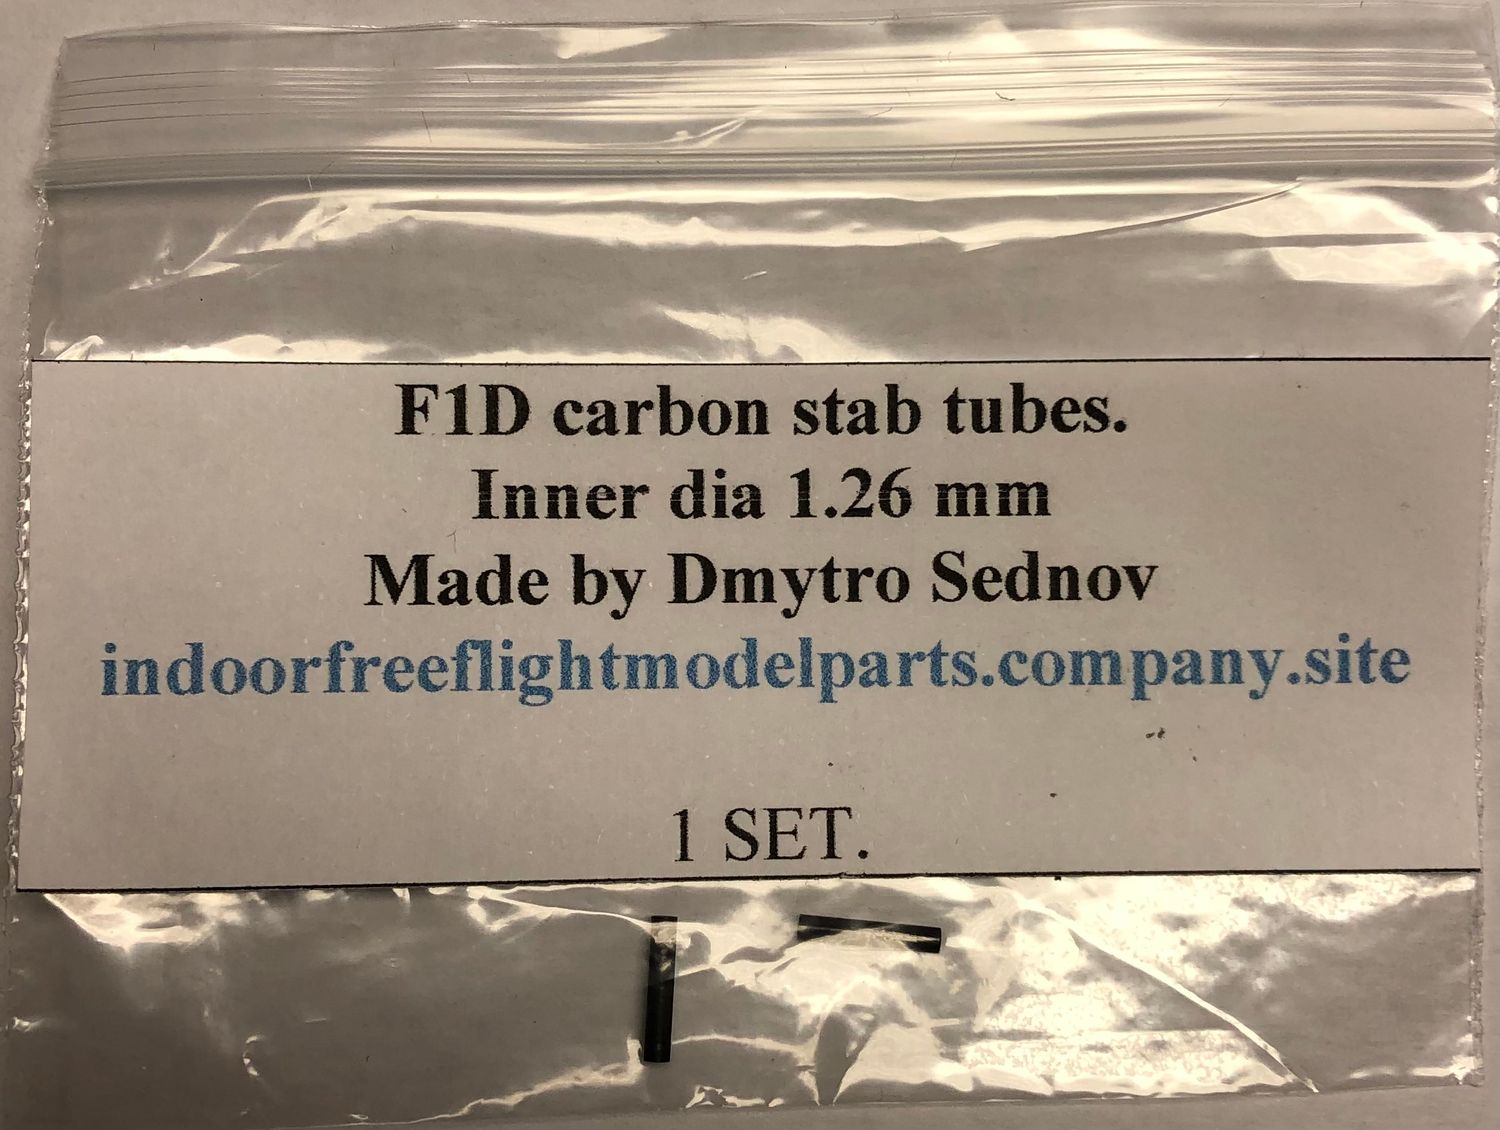 F1D carbon stab tubes.
Inner dia 1.26 mm
Made by Dmytro Sednov
indoorfreeflightmodelparts.company.site
1 SET.